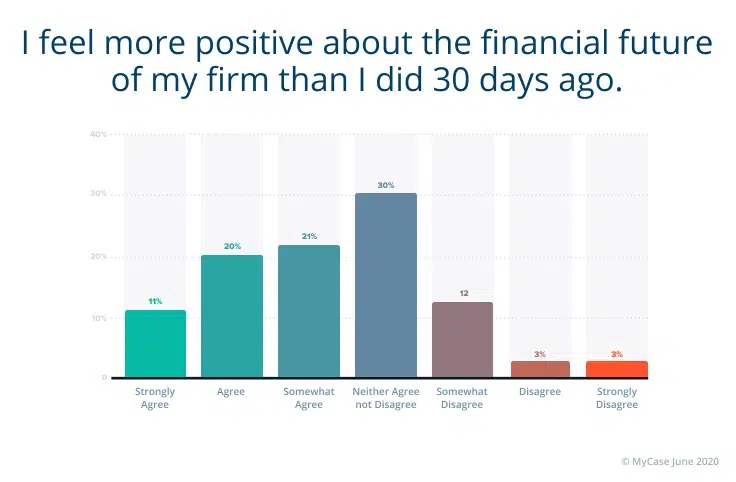 I feel more positive about the financial future
of my firm than I did 30 days ago.
40%
30%
20%
10%
0
11%
20%
21%
30%
12
3%
3%
Strongly
Agree
Agree
Somewhat
Agree
Neither Agree
not Disagree
Somewhat
Disagree
Disagree
Strongly
Disagree
© MyCase June 2020